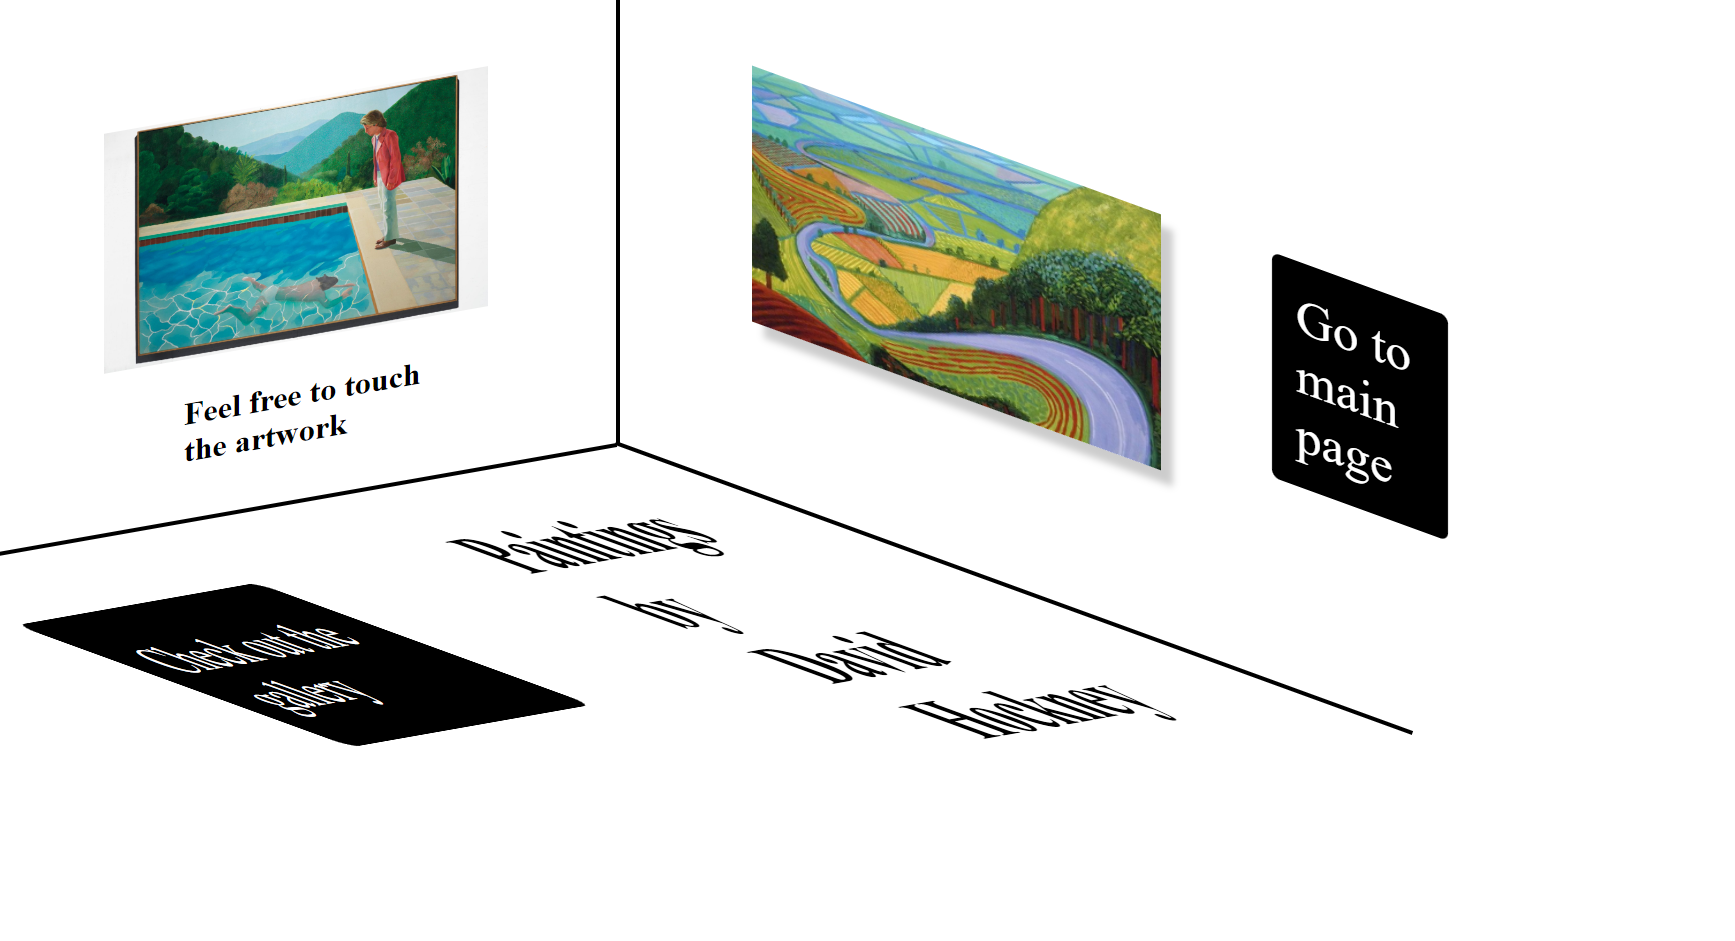 Feel free to touch
the artwork
Go to
main
page
Paintings
by
David
Hockney
Check out the
gallery